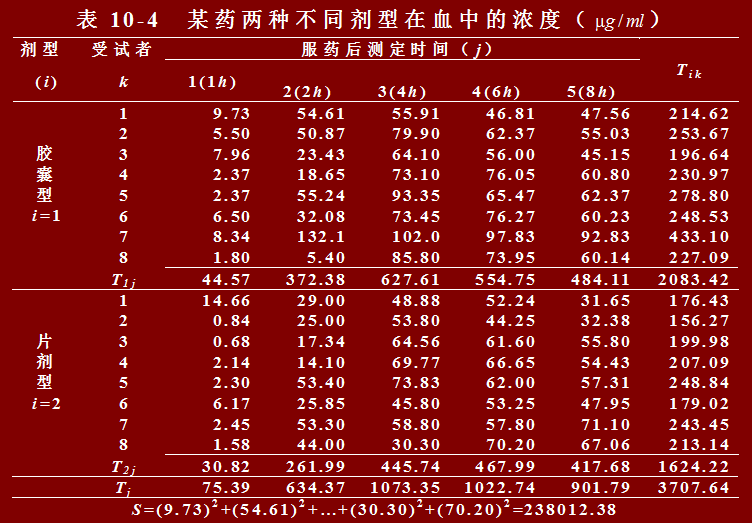 表 10-4 某药两种不同剂型在血中的浓度（μg/ml）
剂型 受试者 服药后测定时间（j） Tik
(i) k 1(1h) 2(2h) 3(4h) 4(6h) 5(8h)
1 9.73 54.61 55.91 46.81 47.56 214.62
2 5.50 50.87 79.90 62.37 55.03 253.67
胶 3 7.96 23.43 64.10 56.00 45.15 196.64
囊 4 2.37 18.65 73.10 76.05 60.80 230.97
型 5 2.37 55.24 93.35 65.47 62.37 278.80
i=1 6 6.50 32.08 73.45 76.27 60.23 248.53
7 8.34 132.1 102.0 97.83 92.83 433.10
8 1.80 5.40 85.80 73.95 60.14 227.09
T1j 44.57 372.38 627.61 554.75 484.11 2083.42
1 14.66 29.00 48.88 52.24 31.65 176.43
2 0.84 25.00 53.80 44.25 32.38 156.27
片 3 0.68 17.34 64.56 61.60 55.80 199.98
剂 4 2.14 14.10 69.77 66.65 54.43 207.09
型 5 2.30 53.40 73.83 62.00 57.31 248.84
i=2 6 6.17 25.85 45.80 53.25 47.95 179.02
7 2.45 53.30 58.80 57.80 71.10 243.45
8 1.58 44.00 30.30 70.20 67.06 213.14
T2j 30.82 261.99 445.74 467.99 417.68 1624.22
Ti 75.39 634.37 1073.35 1022.74 901.79 3707.64
S=(9.73)²+(54.61)²+…+(30.30)²+(70.20)²=238012.38